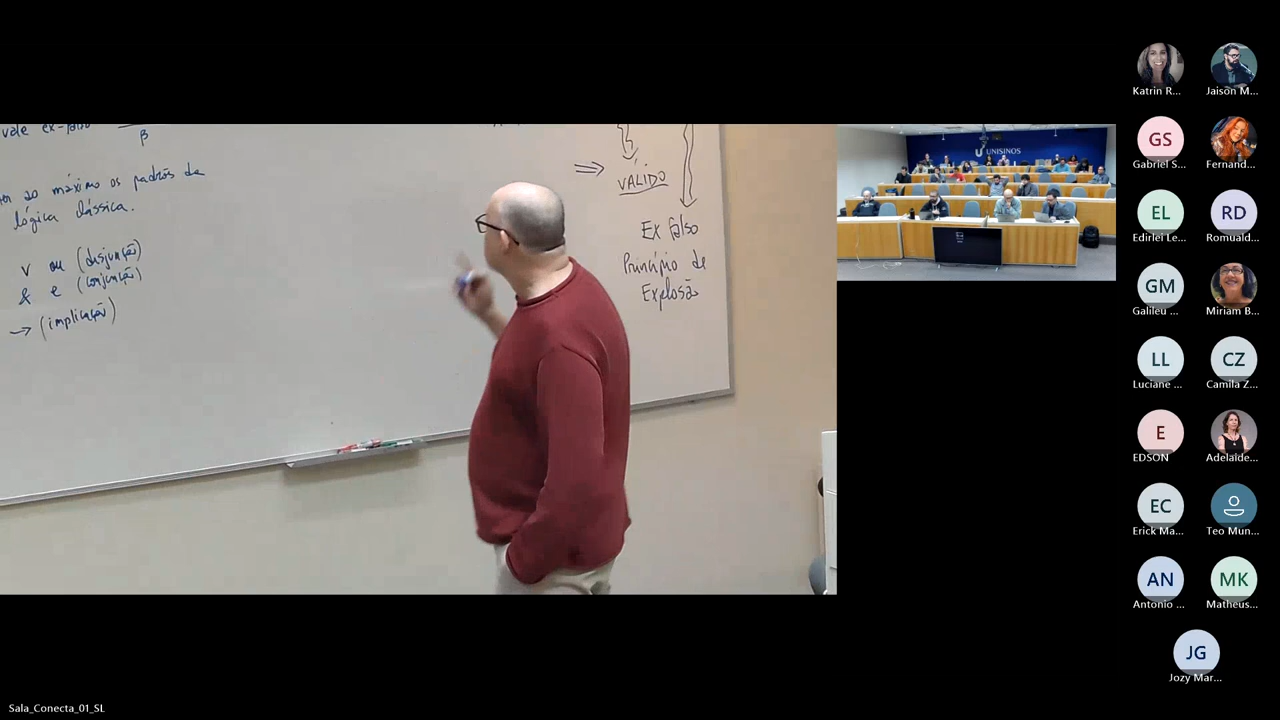 vale ex-falso
β
ao máximo os padrões da
lógica clássica.
v ou (disjunção)
& e (conjunção)
→ (implicação)
⇒
VÁLIDO
Ex falso
Princípio de
Explosão
UNISINOS
Katrin R...
Jaison M...
GS
Gabriel S...
Fernand...
EL
Edirlei Le...
RD
Romuald...
GM
Galileu ...
Miriam B...
LL
Luciane ...
CZ
Camila Z...
E
EDSON
Adelaide...
EC
Erick Ma...
Teo Mun...
AN
Antonio ...
MK
Matheus...
JG
Jozy Mar...
Sala_Conecta_01_SL